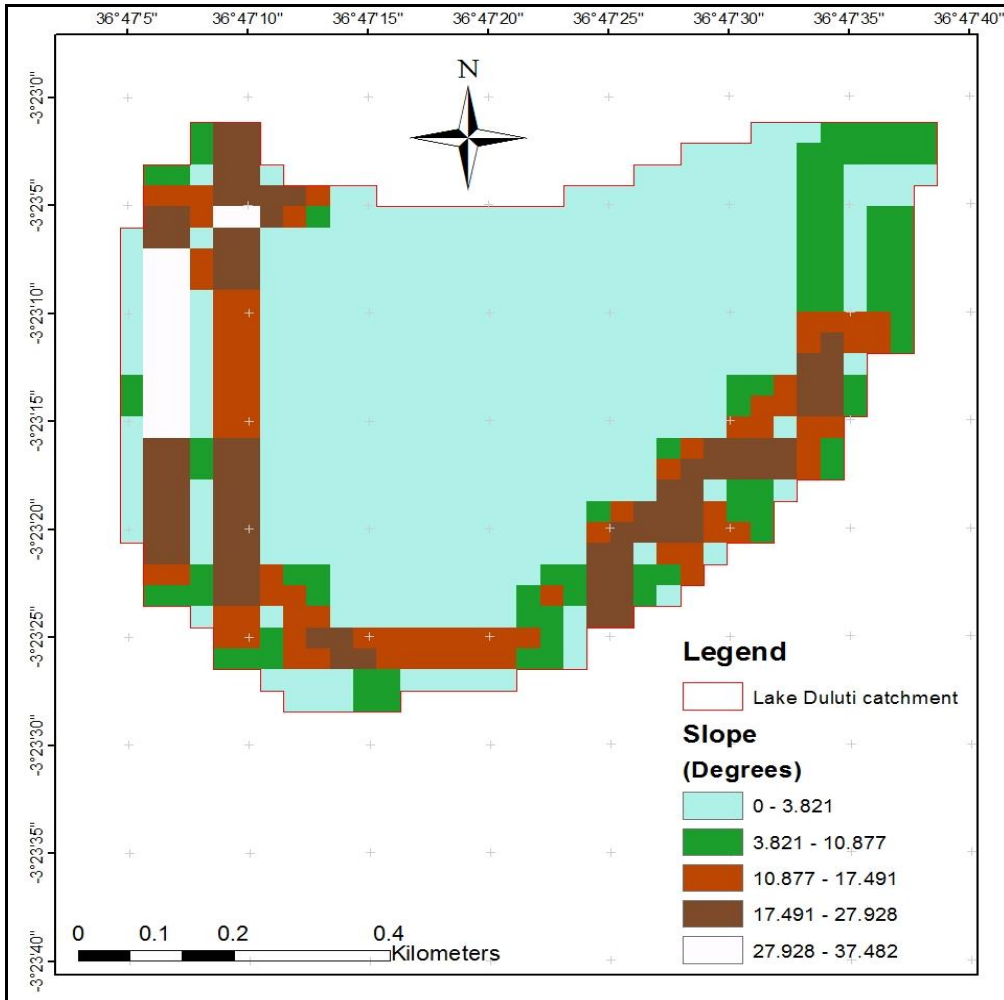 36°47'5" 36°47'10" 36°47'15" 36°47'20" 36°47'25" 36°47'30" 36°47'35" 36°47'40"
N
-3°23'0"
-3°23'5"
-3°23'10"
-3°23'15"
-3°23'20"
-3°23'25"
-3°23'30"
-3°23'35"
-3°23'40"
Legend
Lake Duluti catchment
Slope
(Degrees)
0 - 3.821
3.821 - 10.877
10.877 - 17.491
17.491 - 27.928
27.928 - 37.482
0 0.1 0.2 0.4
Kilometers